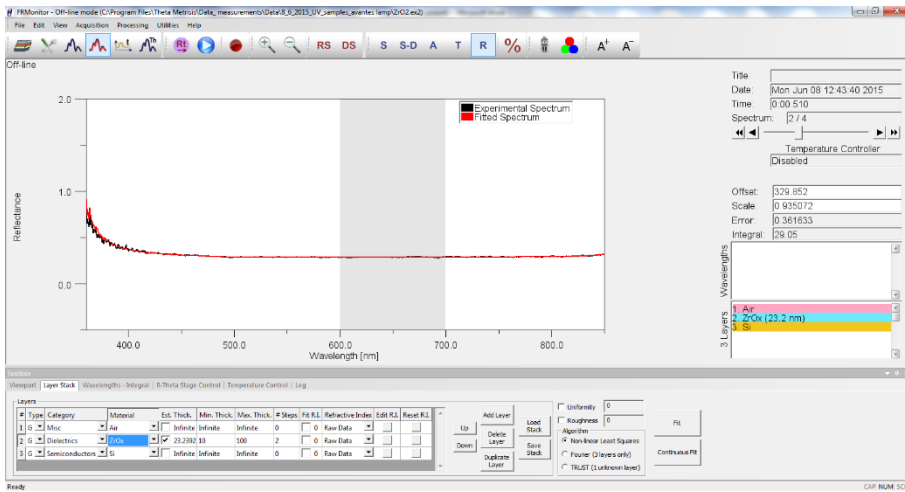 FRMonitor - Off-line mode (C:\Program Files\Theta Metrisis\Data_ measurements\Data\8_6_2015_UV_samples_avantes lamp\ZrO2.ex2)
File Edit View Acquisition Processing Utilities Help
Rt RS DS S S-D A T R % A+ A-
Off-line
Experimental Spectrum
Fitted Spectrum
2.0
1.0
0.0
Reflectance
400.0 500.0 600.0 700.0 800.0
Wavelength [nm]
Title:
Date: Mon Jun 08 12:43:40 2015
Time: 0:00.510
Spectrum: 2 / 4
Temperature Controller
Disabled
Offset: 329.852
Scale: 0.935072
Error: 0.361633
Integral: 29.05
Wavelengths
3 Layers
1. Air
2. ZrOx (23.2 nm)
3. Si
Toolbox
Viewport Layer Stack Wavelengths - Integral R-Theta Stage Control Temperature Control Log
Layers
# Type Category Material Est. Thick. Min. Thick. Max. Thick. # Steps Fit R.I. Refractive Index Edit R.I. Reset R.I.
1 G Misc Air Infinite Infinite Infinite 0 0 Raw Data
2 G Dielectrics ZrOx 23.2392 10 100 2 0 Raw Data
3 G Semiconductors Si Infinite Infinite Infinite 0 0 Raw Data
Up
Down
Add Layer
Delete Layer
Duplicate Layer
Load Stack
Save Stack
Uniformity 0
Roughness 0
Algorithm
Non-linear Least Squares
Fourier (3 layers only)
TRUST (1 unknown layer)
Fit
Continuous Fit
Ready
CAP NUM